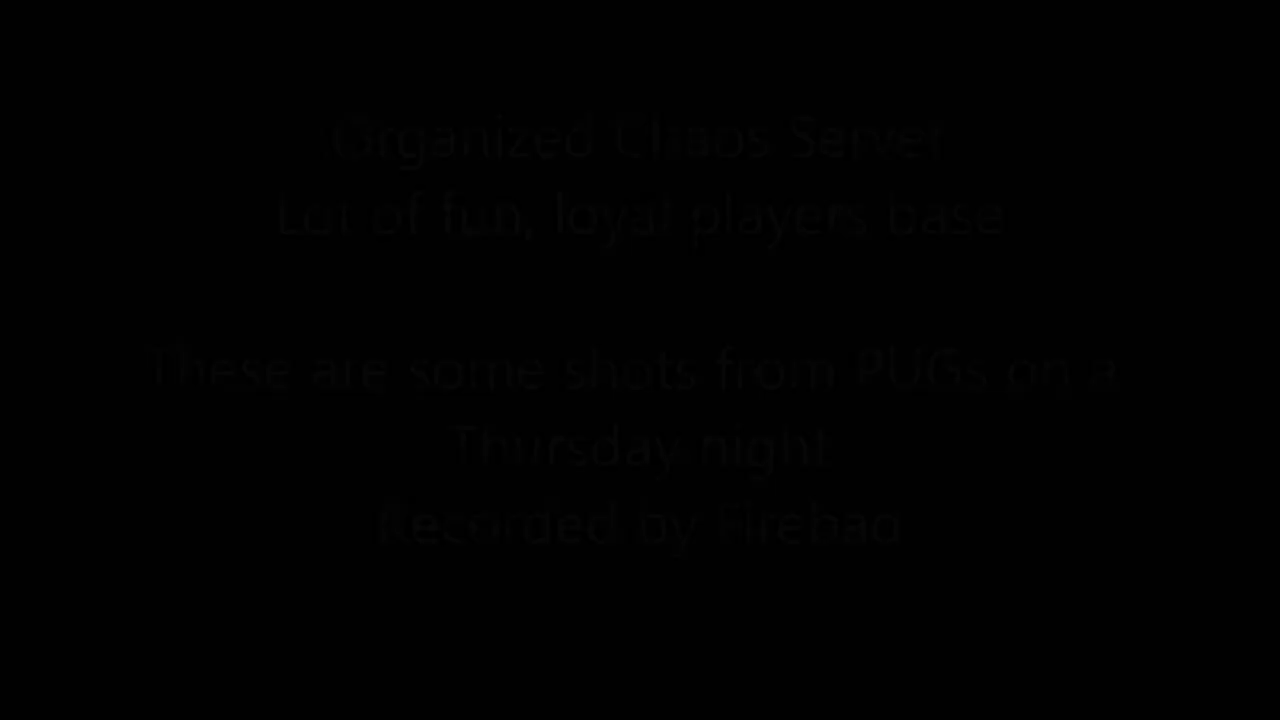 Organized Chaos Server
Lot of fun, loyal players base
These are some shots from PUGs on a
Thursday night
Recorded by